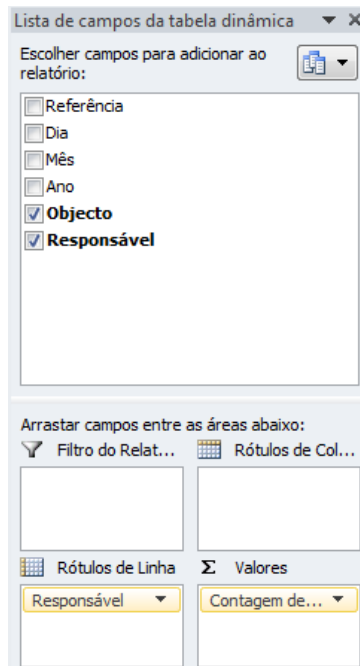 Lista de campos da tabela dinâmica
Escolher campos para adicionar ao
relatório:
Referência
Dia
Mês
Ano
Objecto
Responsável
Arrastar campos entre as áreas abaixo:
Filtro do Relat...
Rótulos de Col...
Rótulos de Linha
Σ Valores
Responsável
Contagem de...